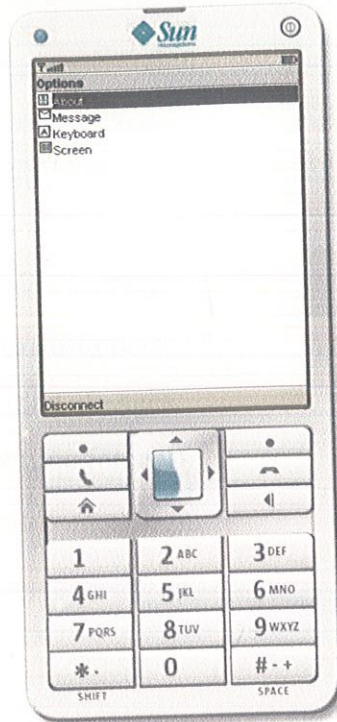 Sun
microsystems
Options
About
Message
Keyboard
Screen
Disconnect
1
2 ABC
3 DEF
4 GHI
5 JKL
6 MNO
7 PQRS
8 TUV
9 WXYZ
* .
0
# - +
SHIFT
SPACE